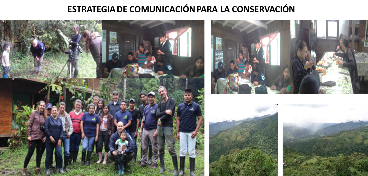 ESTRATEGIA DE COMUNICACIÓN PARA LA CONSERVACIÓN